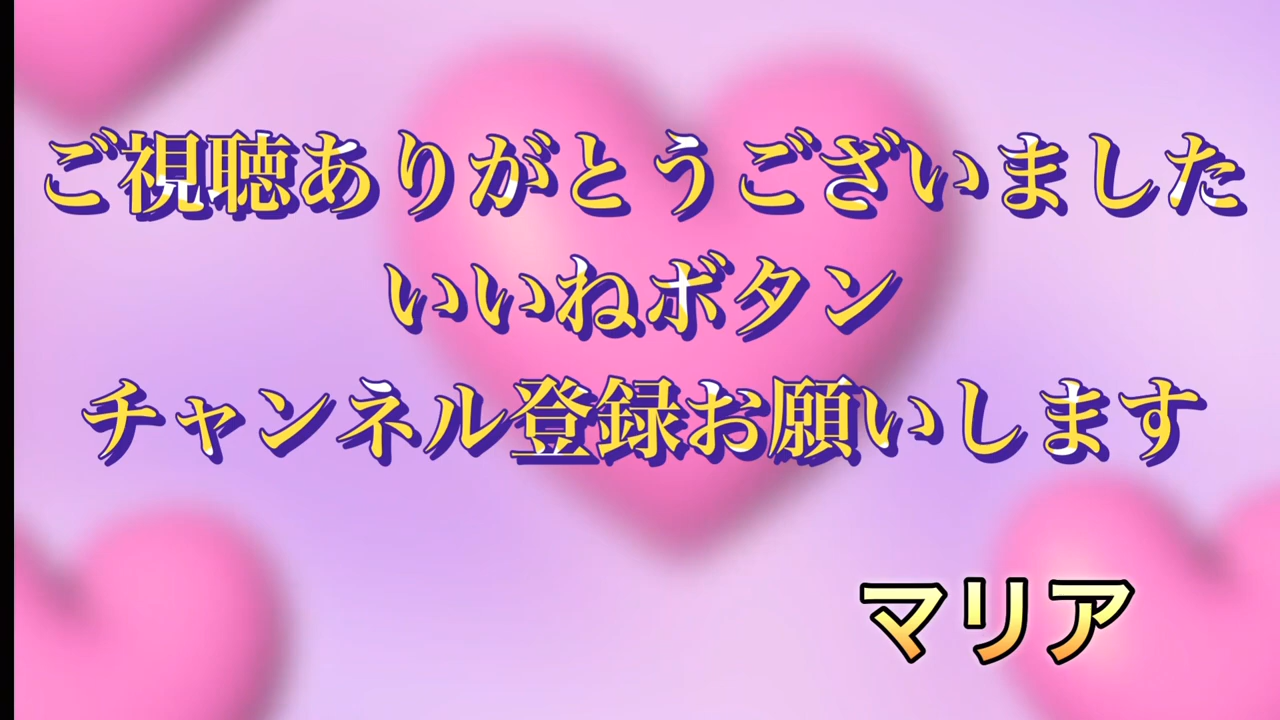 ご視聴ありがとうございました
いいねボタン
チャンネル登録お願いします
マリア